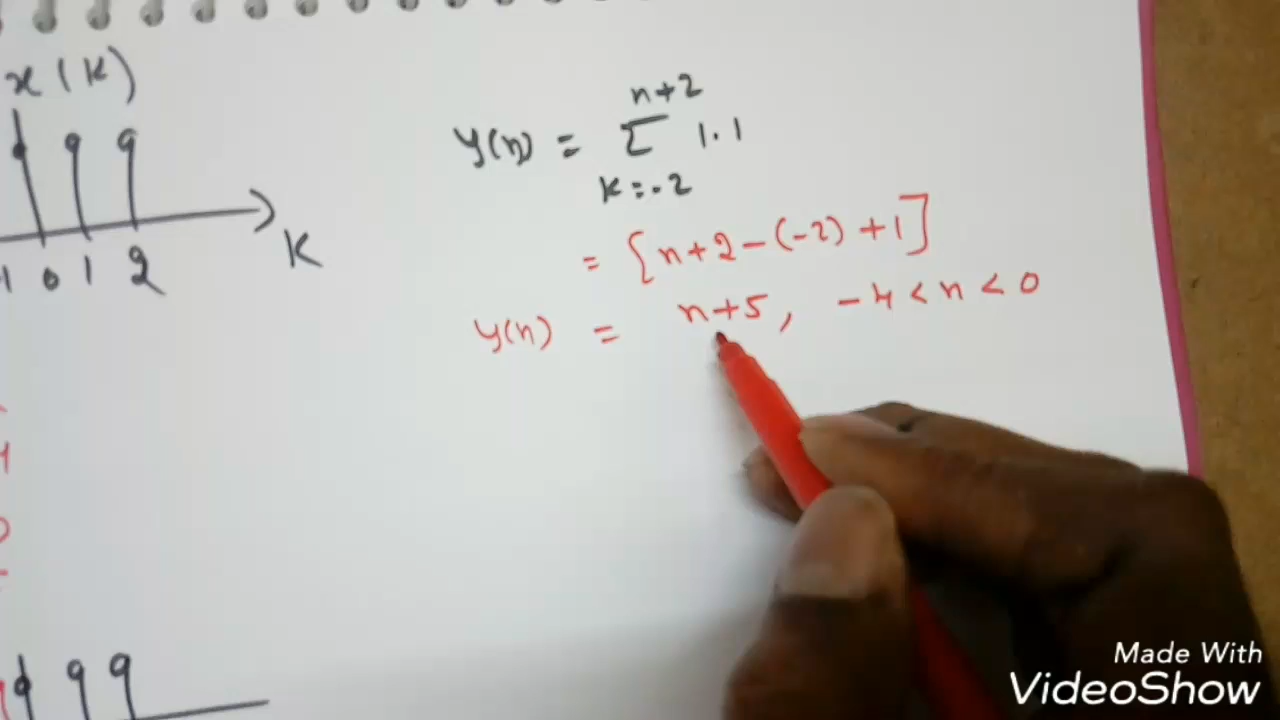 x(k)
1 0 1 2
k
y(n) = Σ 1.1
n+2
k=-2
= [n+2-(-2)+1]
y(n) = n+5, -4<n<0
Made With
VideoShow